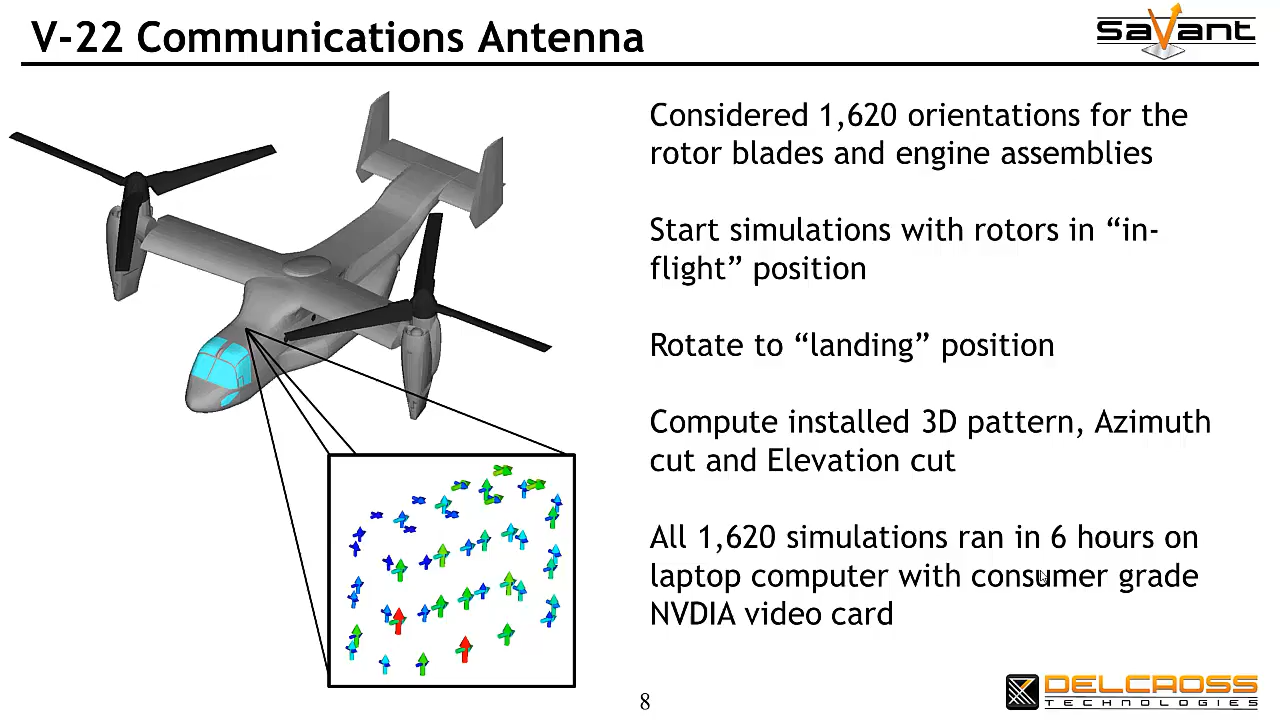 V-22 Communications Antenna
savant
Considered 1,620 orientations for the
rotor blades and engine assemblies
Start simulations with rotors in “in-
flight” position
Rotate to “landing” position
Compute installed 3D pattern, Azimuth
cut and Elevation cut
All 1,620 simulations ran in 6 hours on
laptop computer with consumer grade
NVDIA video card
8
DELCROSS
TECHNOLOGIES